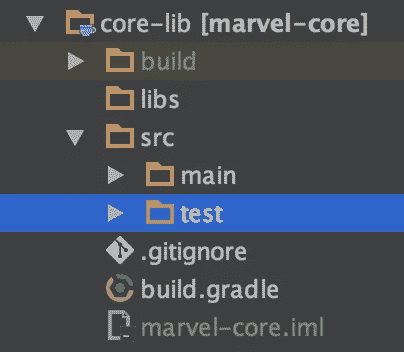 core-lib [marvel-core]
build
libs
src
main
test
.gitignore
build.gradle
marvel-core.iml